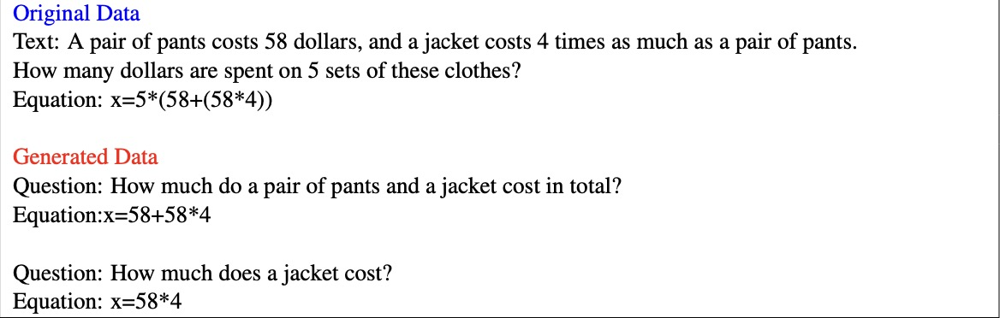 Original Data
Text: A pair of pants costs 58 dollars, and a jacket costs 4 times as much as a pair of pants.
How many dollars are spent on 5 sets of these clothes?
Equation: x=5*(58+(58*4))
Generated Data
Question: How much do a pair of pants and a jacket cost in total?
Equation:x=58+58*4
Question: How much does a jacket cost?
Equation: x=58*4